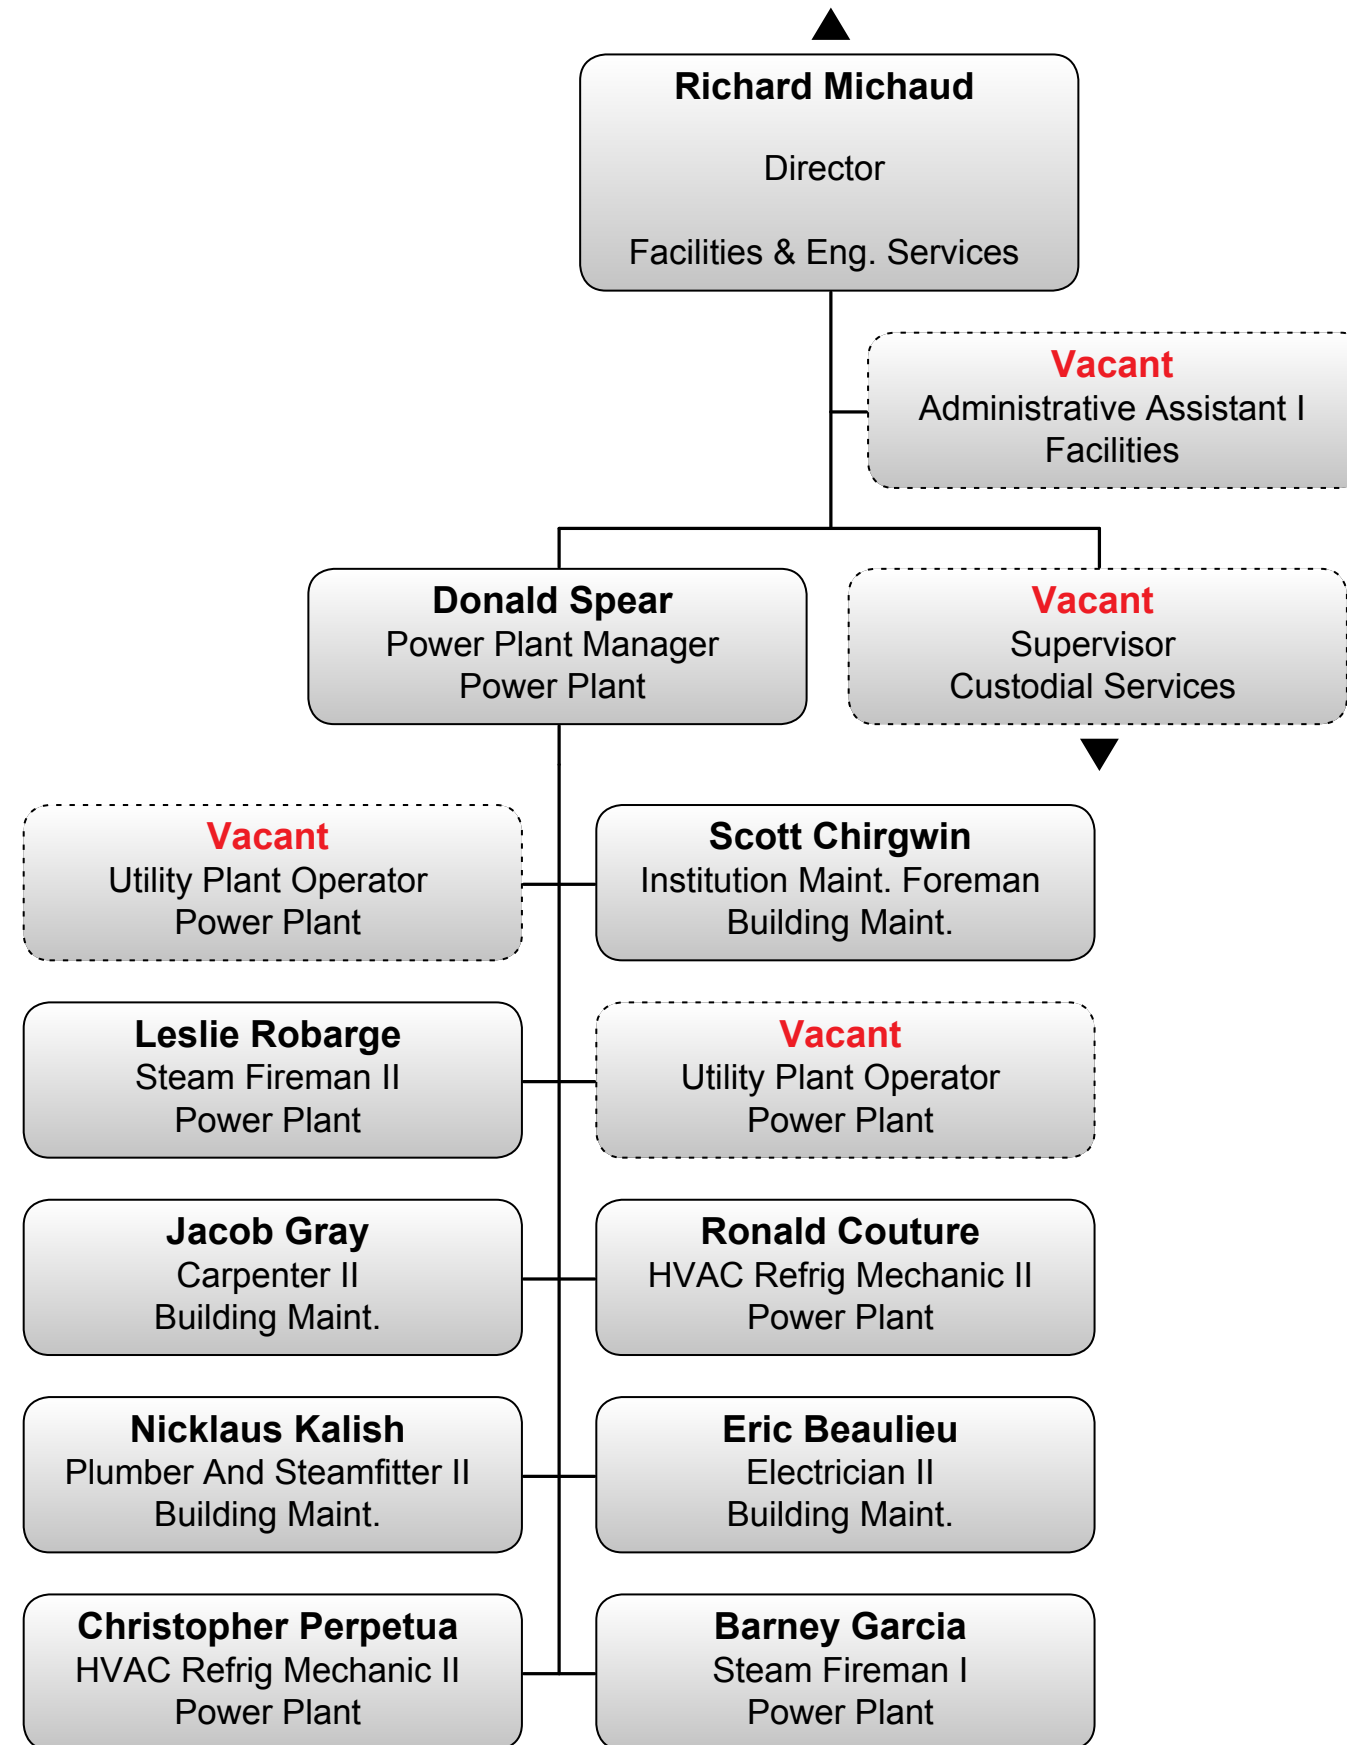 Richard Michaud
Director
Facilities & Eng. Services
Vacant
Administrative Assistant I
Facilities
Donald Spear
Power Plant Manager
Power Plant
Vacant
Supervisor
Custodial Services
Vacant
Utility Plant Operator
Power Plant
Scott Chirgwin
Institution Maint. Foreman
Building Maint.
Leslie Robarge
Steam Fireman II
Power Plant
Vacant
Utility Plant Operator
Power Plant
Jacob Gray
Carpenter II
Building Maint.
Ronald Couture
HVAC Refrig Mechanic II
Power Plant
Nicklaus Kalish
Plumber And Steamfitter II
Building Maint.
Eric Beaulieu
Electrician II
Building Maint.
Christopher Perpetua
HVAC Refrig Mechanic II
Power Plant
Barney Garcia
Steam Fireman I
Power Plant